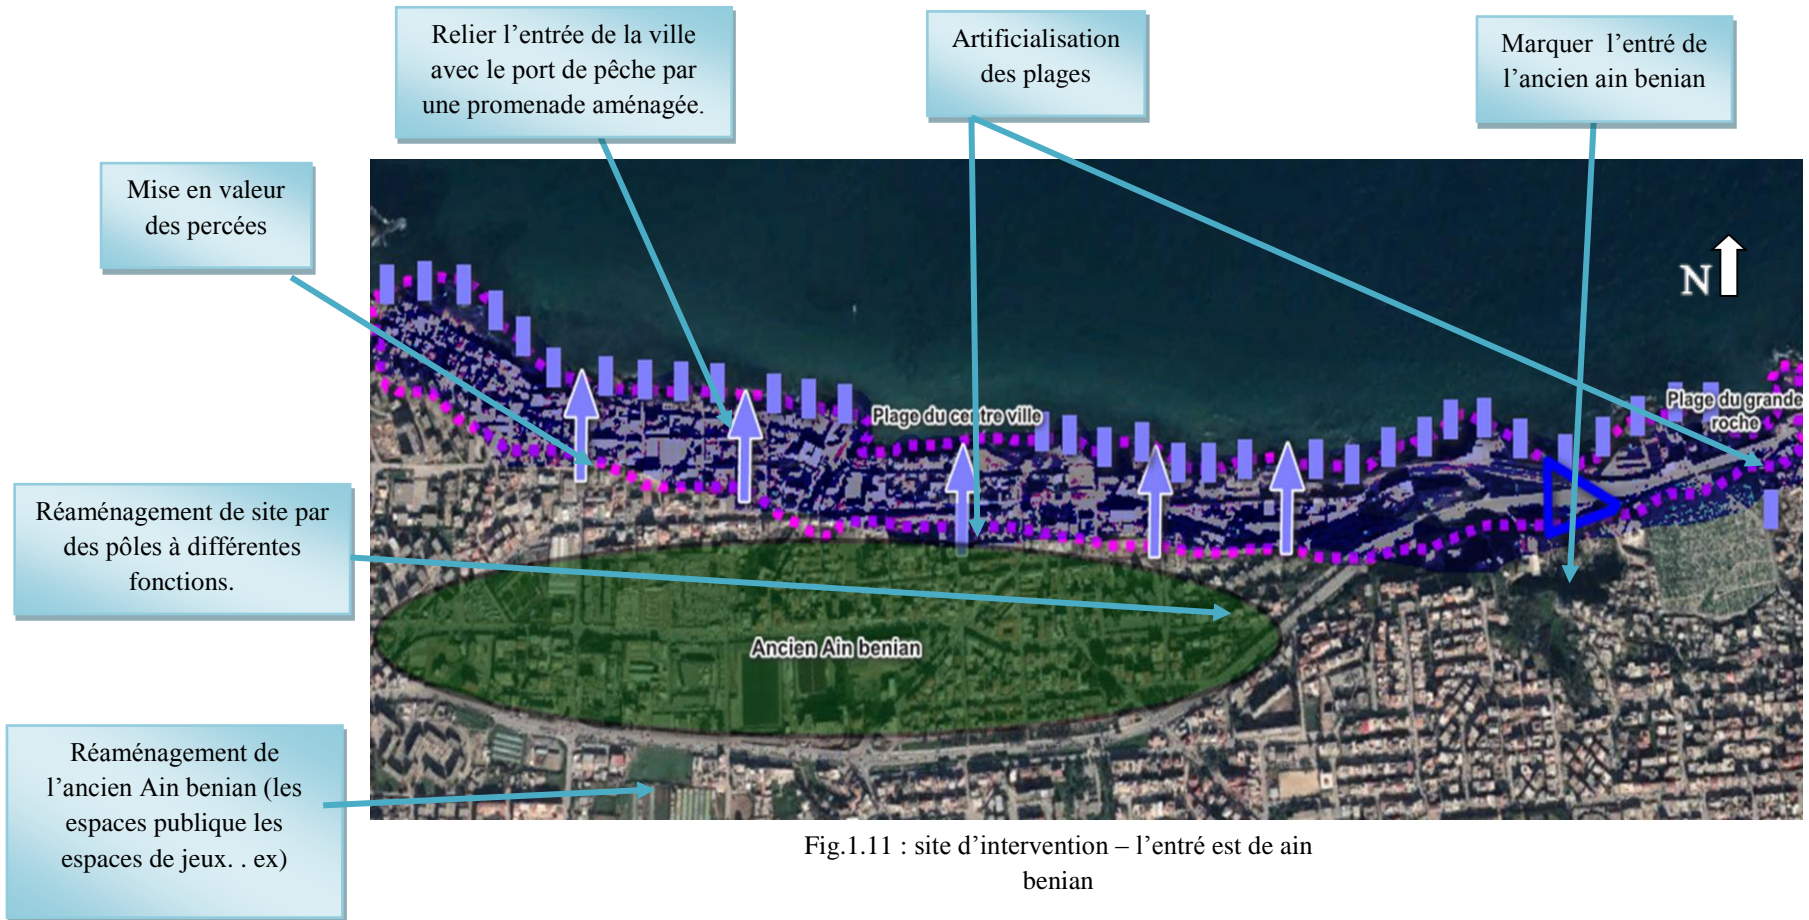 Relier l’entrée de la ville
avec le port de pêche par
une promenade aménagée.
Artificialisation
des plages
Marquer l’entré de
l’ancien ain benian
Mise en valeur
des percées
N
Plage du centre ville
Plage du grande
roche
Réaménagement de site par
des pôles à différentes
fonctions.
Ancien Ain benian
Réaménagement de
l’ancien Ain benian (les
espaces publique les
espaces de jeux. . ex)
Fig.1.11 : site d’intervention – l’entré est de ain
benian